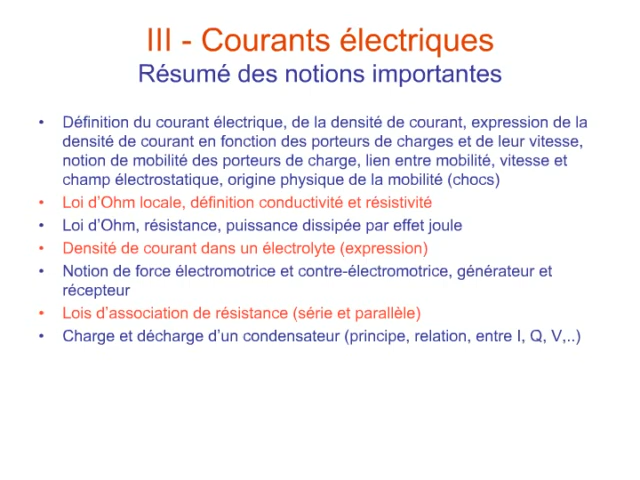 III - Courants électriques
Résumé des notions importantes
• Définition du courant électrique, de la densité de courant, expression de la
densité de courant en fonction des porteurs de charges et de leur vitesse,
notion de mobilité des porteurs de charge, lien entre mobilité, vitesse et
champ électrostatique, origine physique de la mobilité (chocs)
• Loi d'Ohm locale, définition conductivité et résistivité
• Loi d'Ohm, résistance, puissance dissipée par effet joule
• Densité de courant dans un électrolyte (expression)
• Notion de force électromotrice et contre-électromotrice, générateur et
récepteur
• Lois d'association de résistance (série et parallèle)
• Charge et décharge d'un condensateur (principe, relation, entre I, Q, V,..)